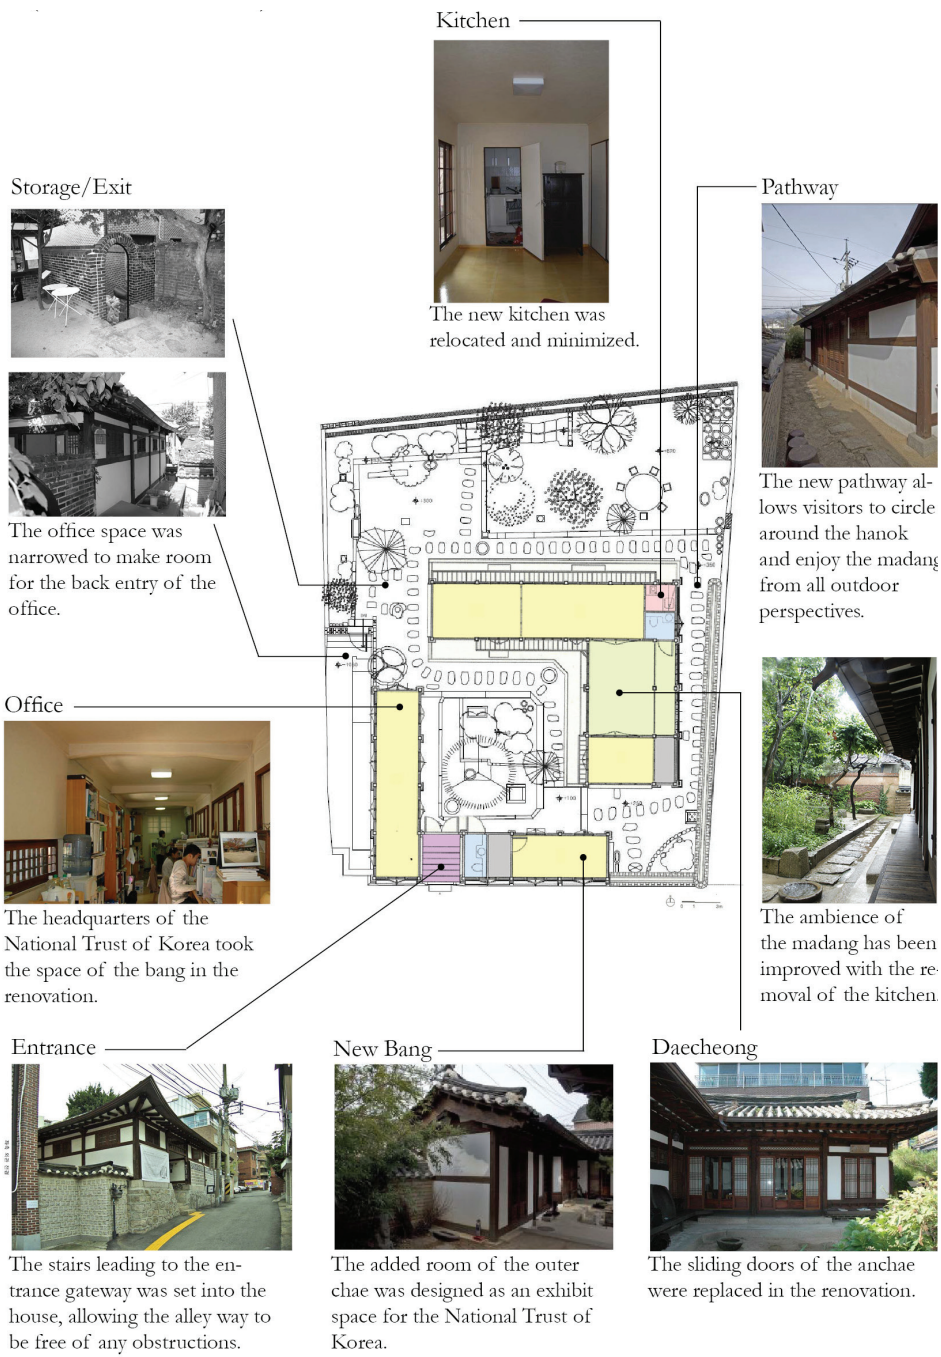 Kitchen
The new kitchen was
relocated and minimized.
Storage/Exit
The office space was
narrowed to make room
for the back entry of the
office.
Pathway
The new pathway al-
lows visitors to circle
around the hanok
and enjoy the madang
from all outdoor
perspectives.
Office
The headquarters of the
National Trust of Korea took
the space of the bang in the
renovation.
The ambience of
the madang has been
improved with the re-
moval of the kitchen.
Entrance
The stairs leading to the en-
trance gateway was set into the
house, allowing the alley way to
be free of any obstructions.
New Bang
The added room of the outer
chae was designed as an exhibit
space for the National Trust of
Korea.
Daecheong
The sliding doors of the anchae
were replaced in the renovation.